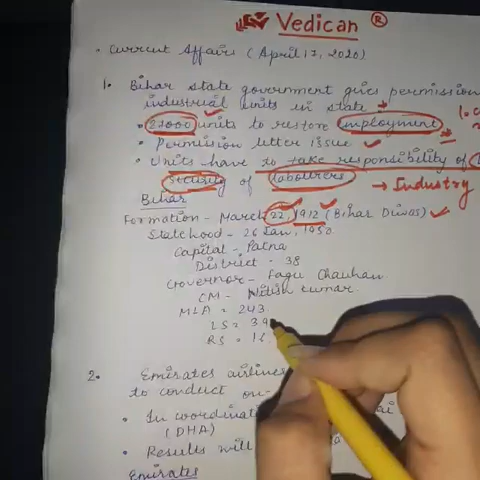 Vedican ®
• Current Affairs (April 17, 2020)
1. Bihar state government gives permission
industrial units in state
• 27000 units to restore employment
• Permission letter issue
• Units have to take responsibility of
security of labourers → Industry
Bihar
Formation - March 22, 1912 (Bihar Diwas)
Statehood - 26 Jan, 1950
Capital - Patna
District - 38
Governor - Fagu Chauhan
CM - Nitish Kumar
MLA = 243
LS =
RS = 16
2. Emirates airlines
to conduct on-
• In coordinati
(DHA)
• Results will
Emirates